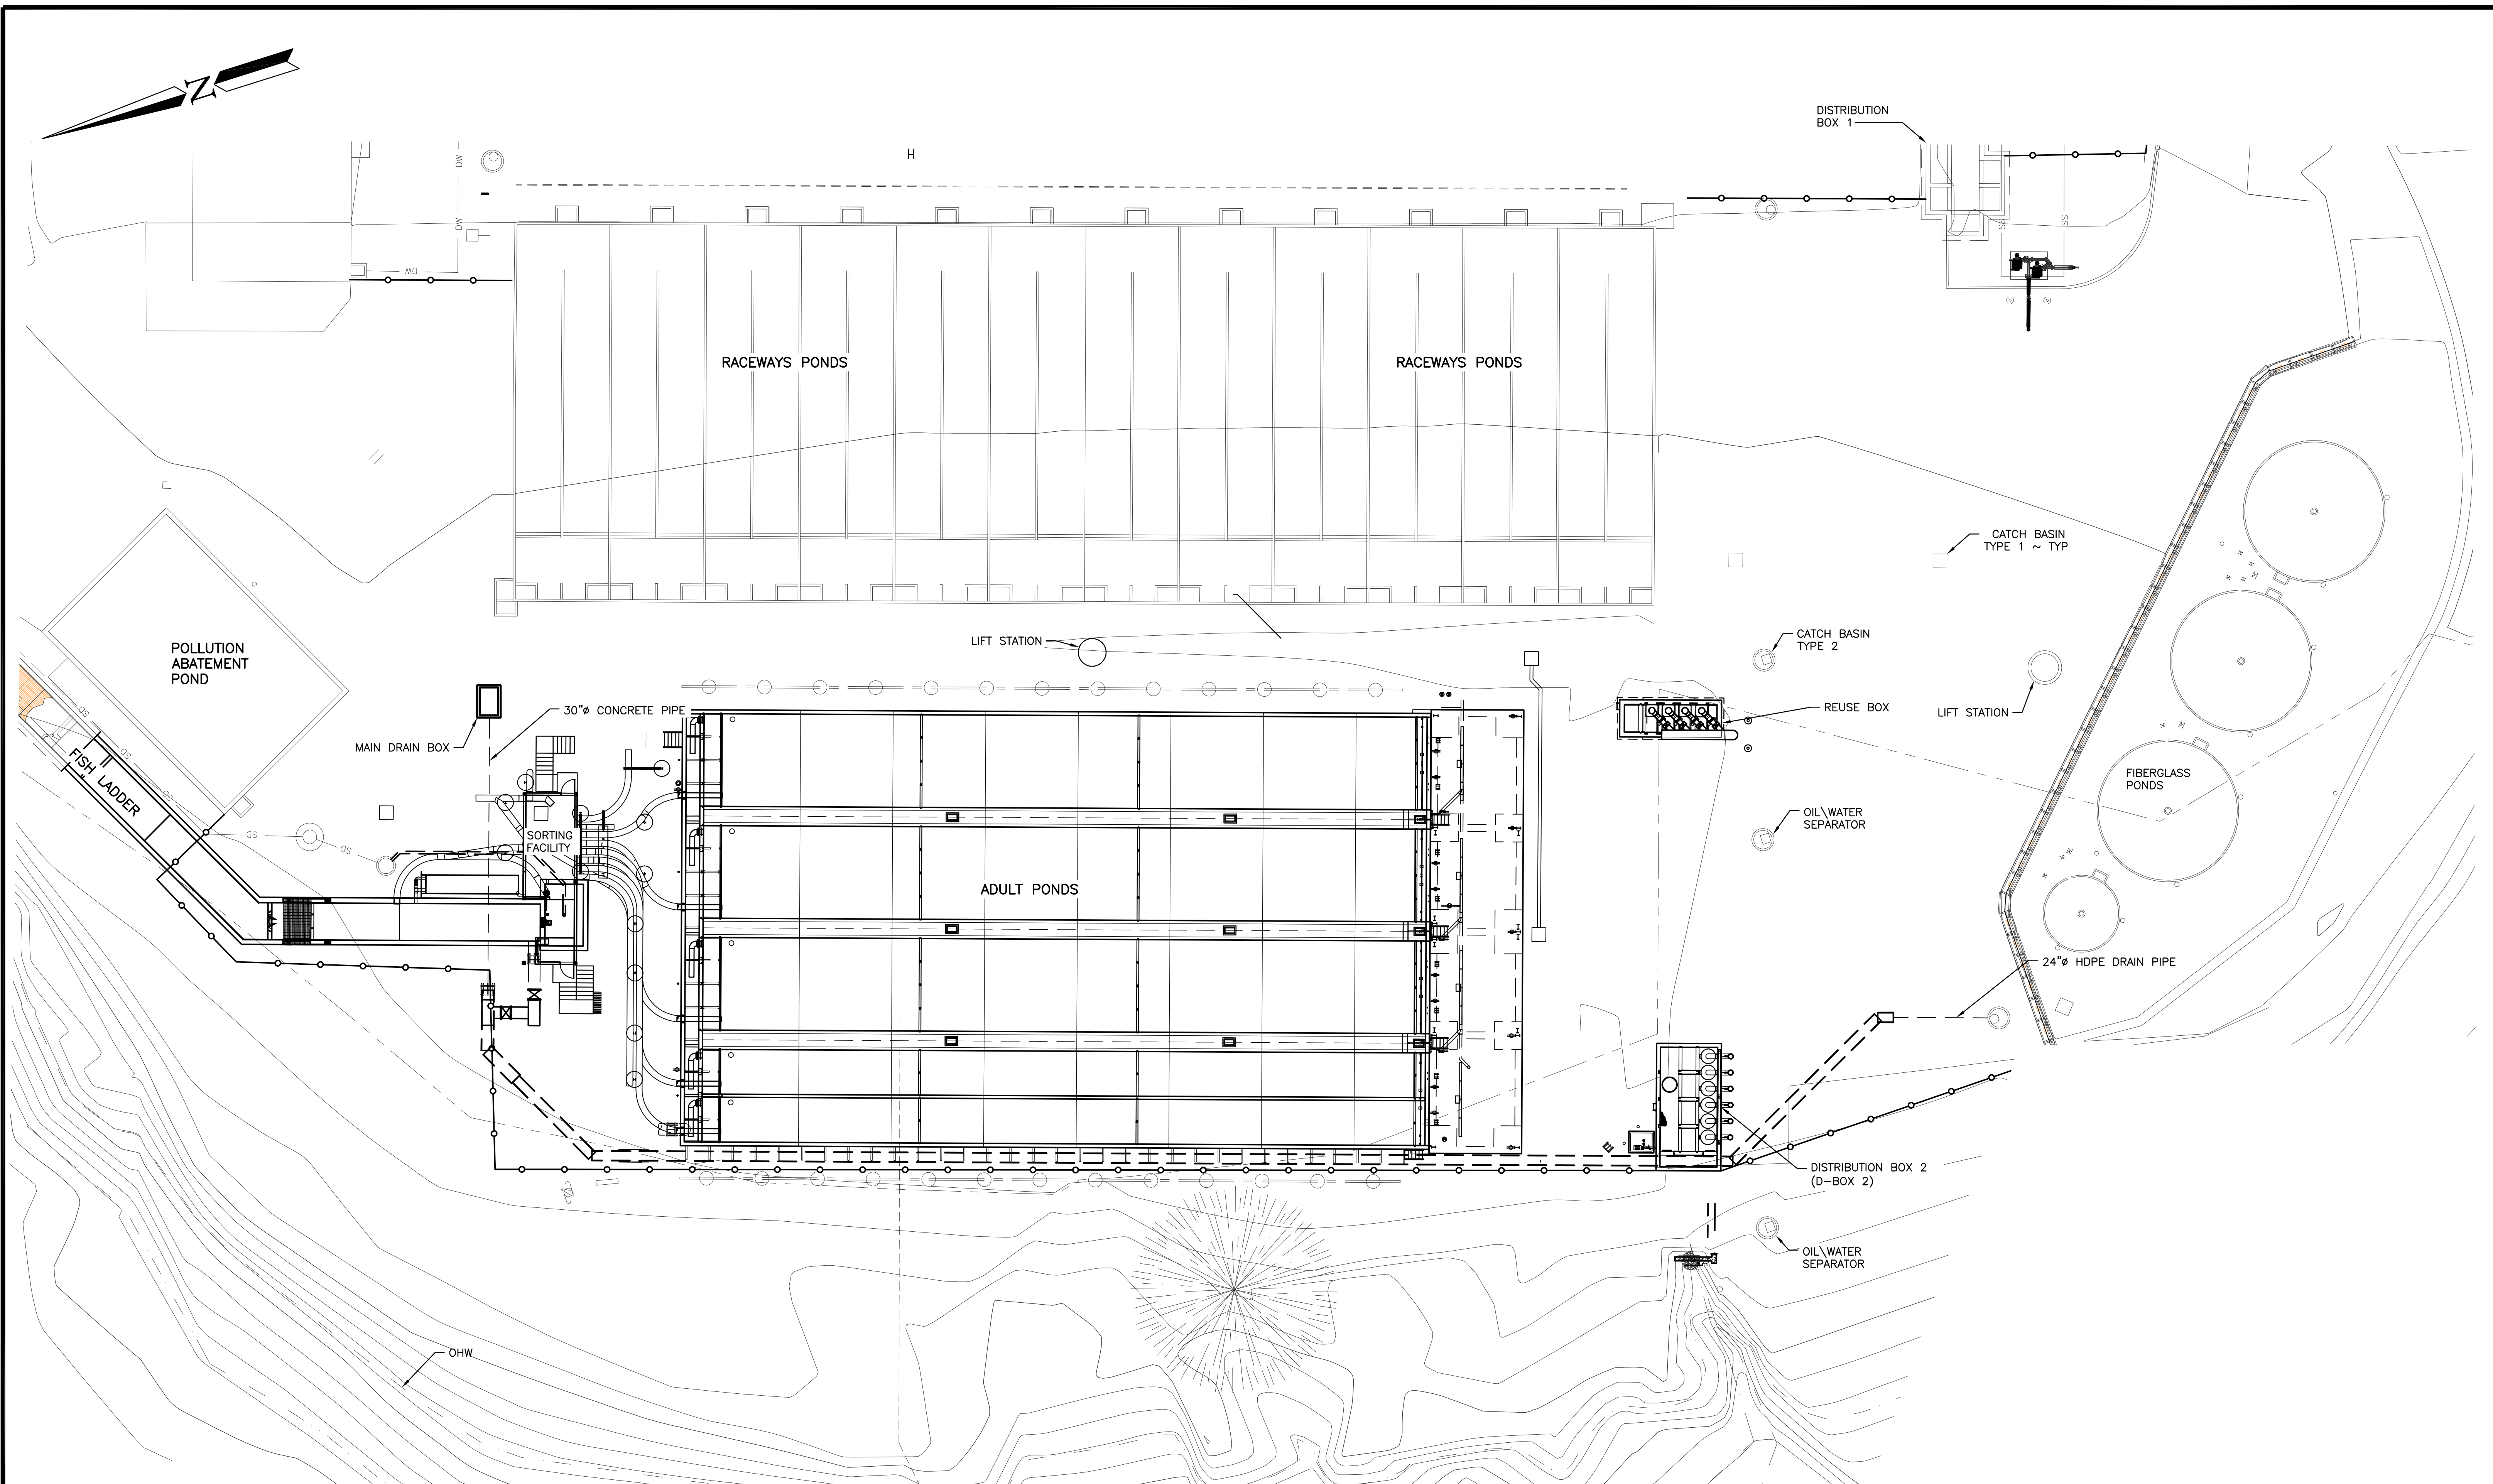 N
DISTRIBUTION
BOX 1
H
DW
DW
DW
SS
SS
RACEWAYS PONDS
RACEWAYS PONDS
CATCH BASIN
TYPE 1 ~ TYP
POLLUTION
ABATEMENT
POND
LIFT STATION
CATCH BASIN
TYPE 2
30"ø CONCRETE PIPE
REUSE BOX
LIFT STATION
MAIN DRAIN BOX
FISH LADDER
SD
SD
SD
SD
SD
SORTING
FACILITY
FIBERGLASS
PONDS
OIL\WATER
SEPARATOR
ADULT PONDS
24"ø HDPE DRAIN PIPE
DISTRIBUTION BOX 2
(D-BOX 2)
OIL\WATER
SEPARATOR
OHW